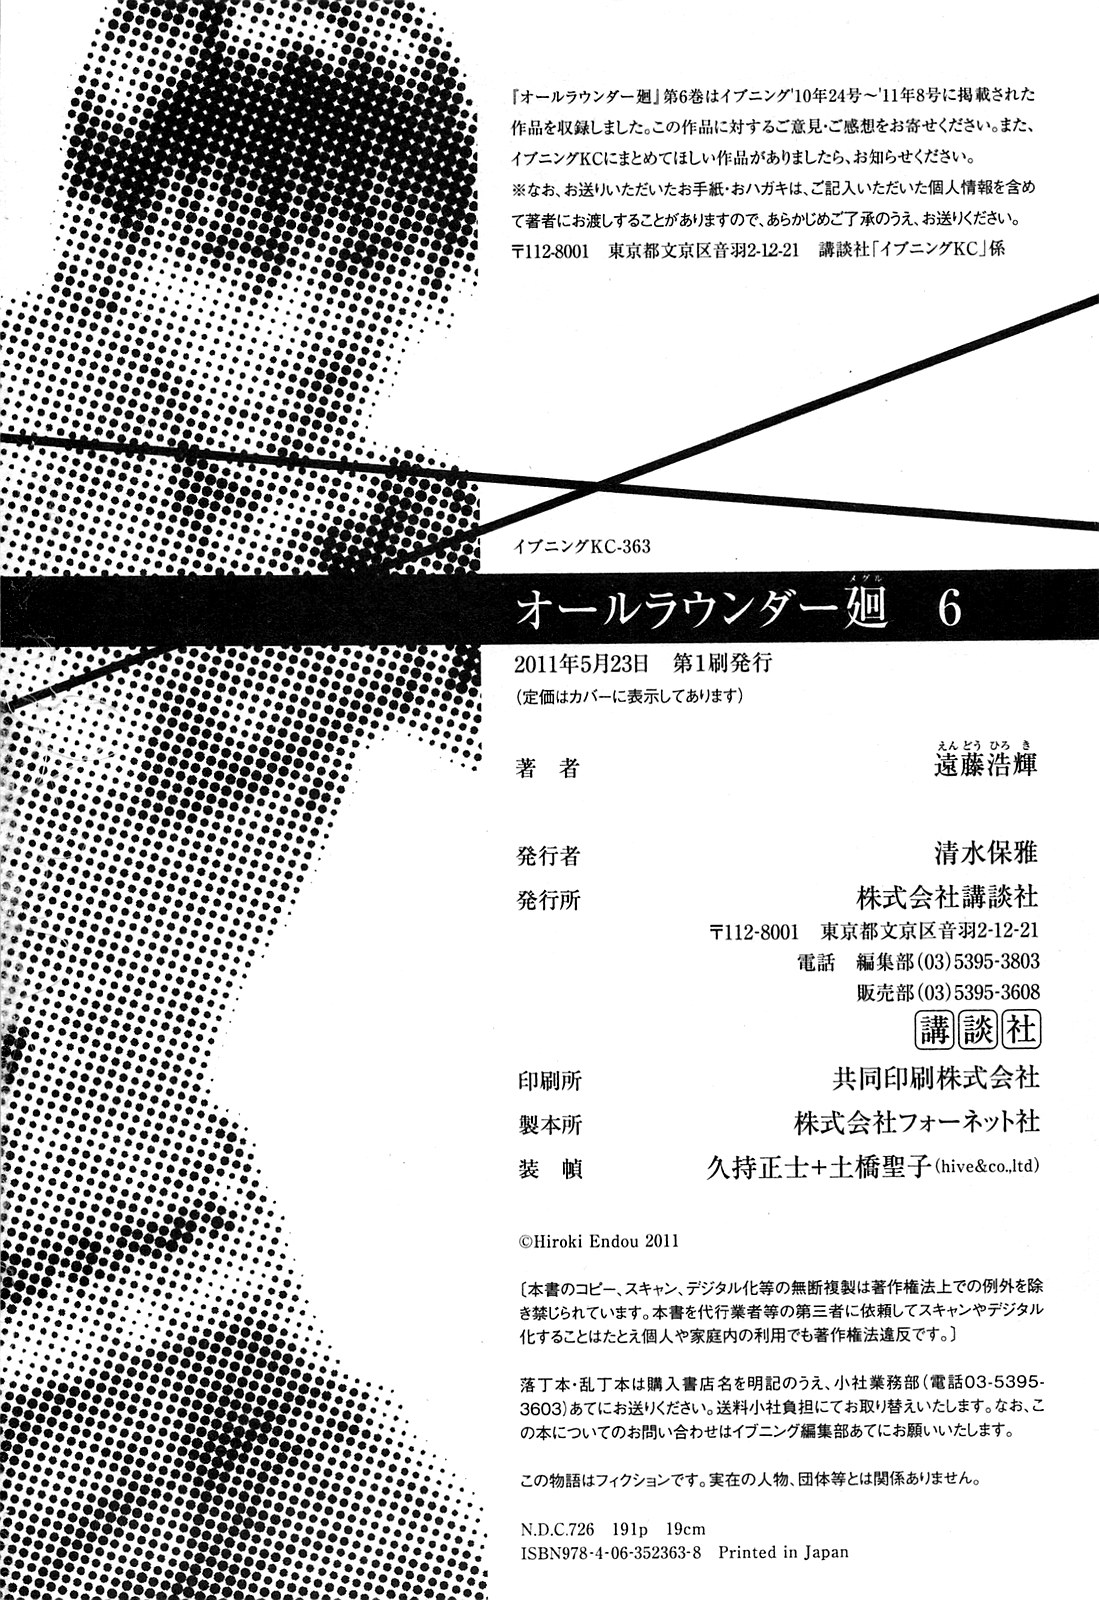 『オールラウンダー廻』第6巻はイブニング'10年24号〜'11年8号に掲載された
作品を収録しました。この作品に対するご意見・ご感想をお寄せください。また、
イブニングKCにまとめてほしい作品がありましたら、お知らせください。
※なお、お送りいただいたお手紙・おハガキは、ご記入いただいた個人情報を含め
て著者にお渡しすることがありますので、あらかじめご了承のうえ、お送りください。
〒112-8001　東京都文京区音羽2-12-21　講談社「イブニングKC」係
イブニングKC-363
メグル
オールラウンダー廻　6
2011年5月23日　第1刷発行
（定価はカバーに表示してあります）
えんどうひろき
著　者　遠藤浩輝
発行者　清水保雅
発行所　株式会社講談社
〒112-8001　東京都文京区音羽2-12-21
電話　編集部(03)5395-3803
販売部(03)5395-3608
講談社
印刷所　共同印刷株式会社
製本所　株式会社フォーネット社
装　幀　久持正士＋土橋聖子(hive&co.,ltd)
©Hiroki Endou 2011
〔本書のコピー、スキャン、デジタル化等の無断複製は著作権法上での例外を除
き禁じられています。本書を代行業者等の第三者に依頼してスキャンやデジタル
化することはたとえ個人や家庭内の利用でも著作権法違反です。〕
落丁本・乱丁本は購入書店名を明記のうえ、小社業務部（電話03-5395-
3603）あてにお送りください。送料小社負担にてお取り替えいたします。なお、こ
の本についてのお問い合わせはイブニング編集部あてにお願いいたします。
この物語はフィクションです。実在の人物、団体等とは関係ありません。
N.D.C.726　191p　19cm
ISBN978-4-06-352363-8　Printed in Japan